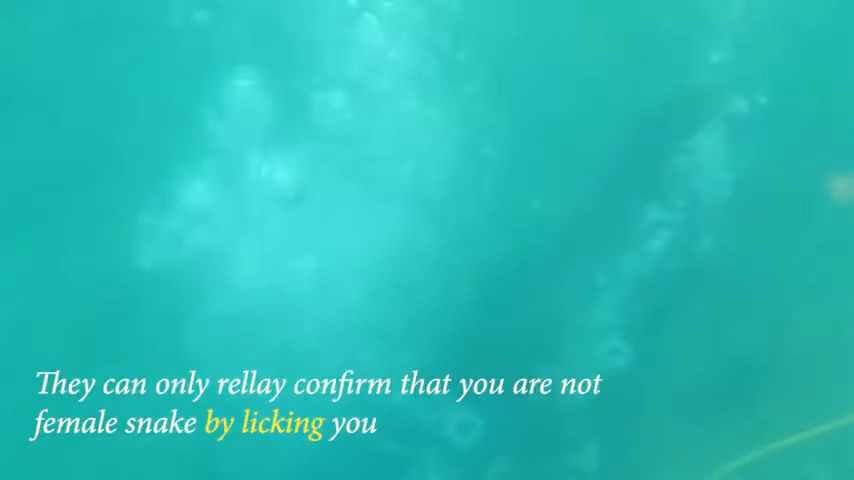 They can only rellay confirm that you are not
female snake by licking you